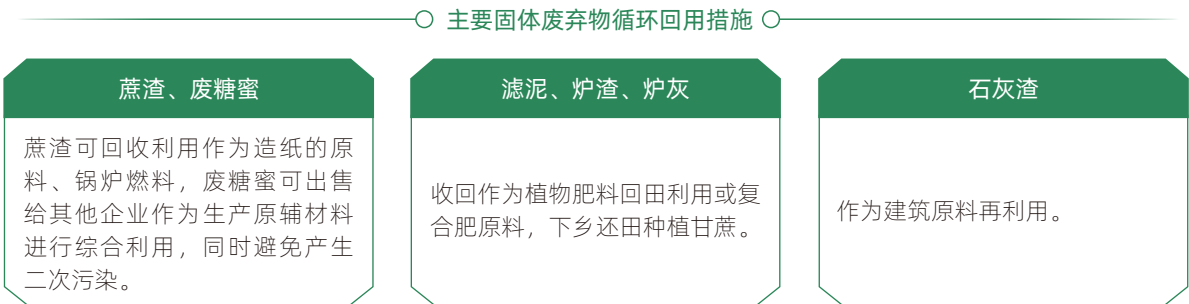 主要固体废弃物循环回用措施
蔗渣、废糖蜜
蔗渣可回收利用作为造纸的原
料、锅炉燃料，废糖蜜可出售
给其他企业作为生产原辅材料
进行综合利用，同时避免产生
二次污染。
滤泥、炉渣、炉灰
收回作为植物肥料回田利用或复
合肥原料，下乡还田种植甘蔗。
石灰渣
作为建筑原料再利用。